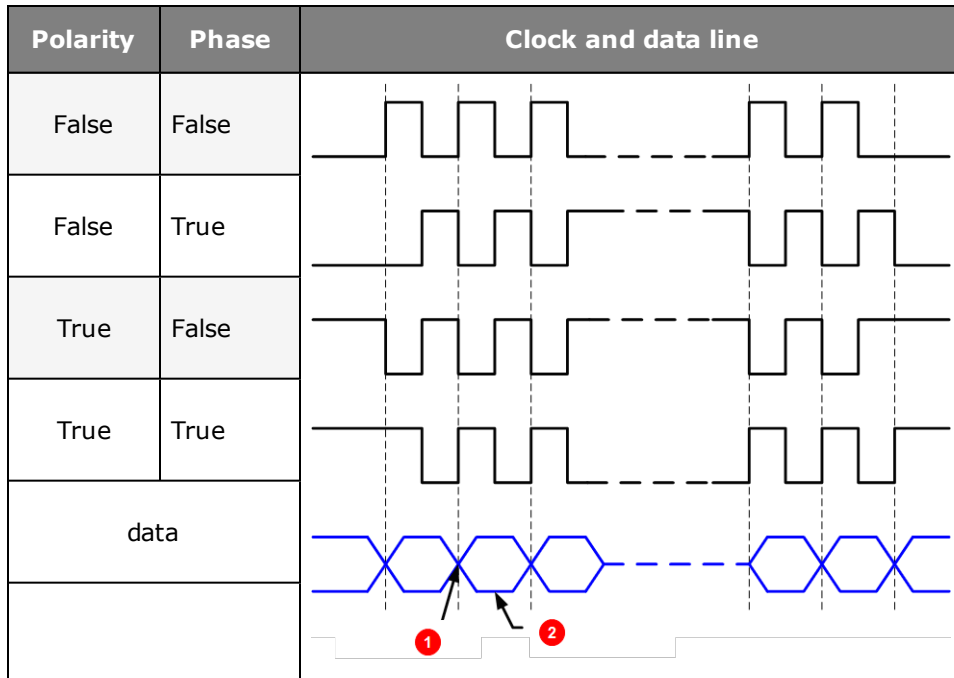 Polarity Phase Clock and data line
False False
False True
True False
True True
data
1 2